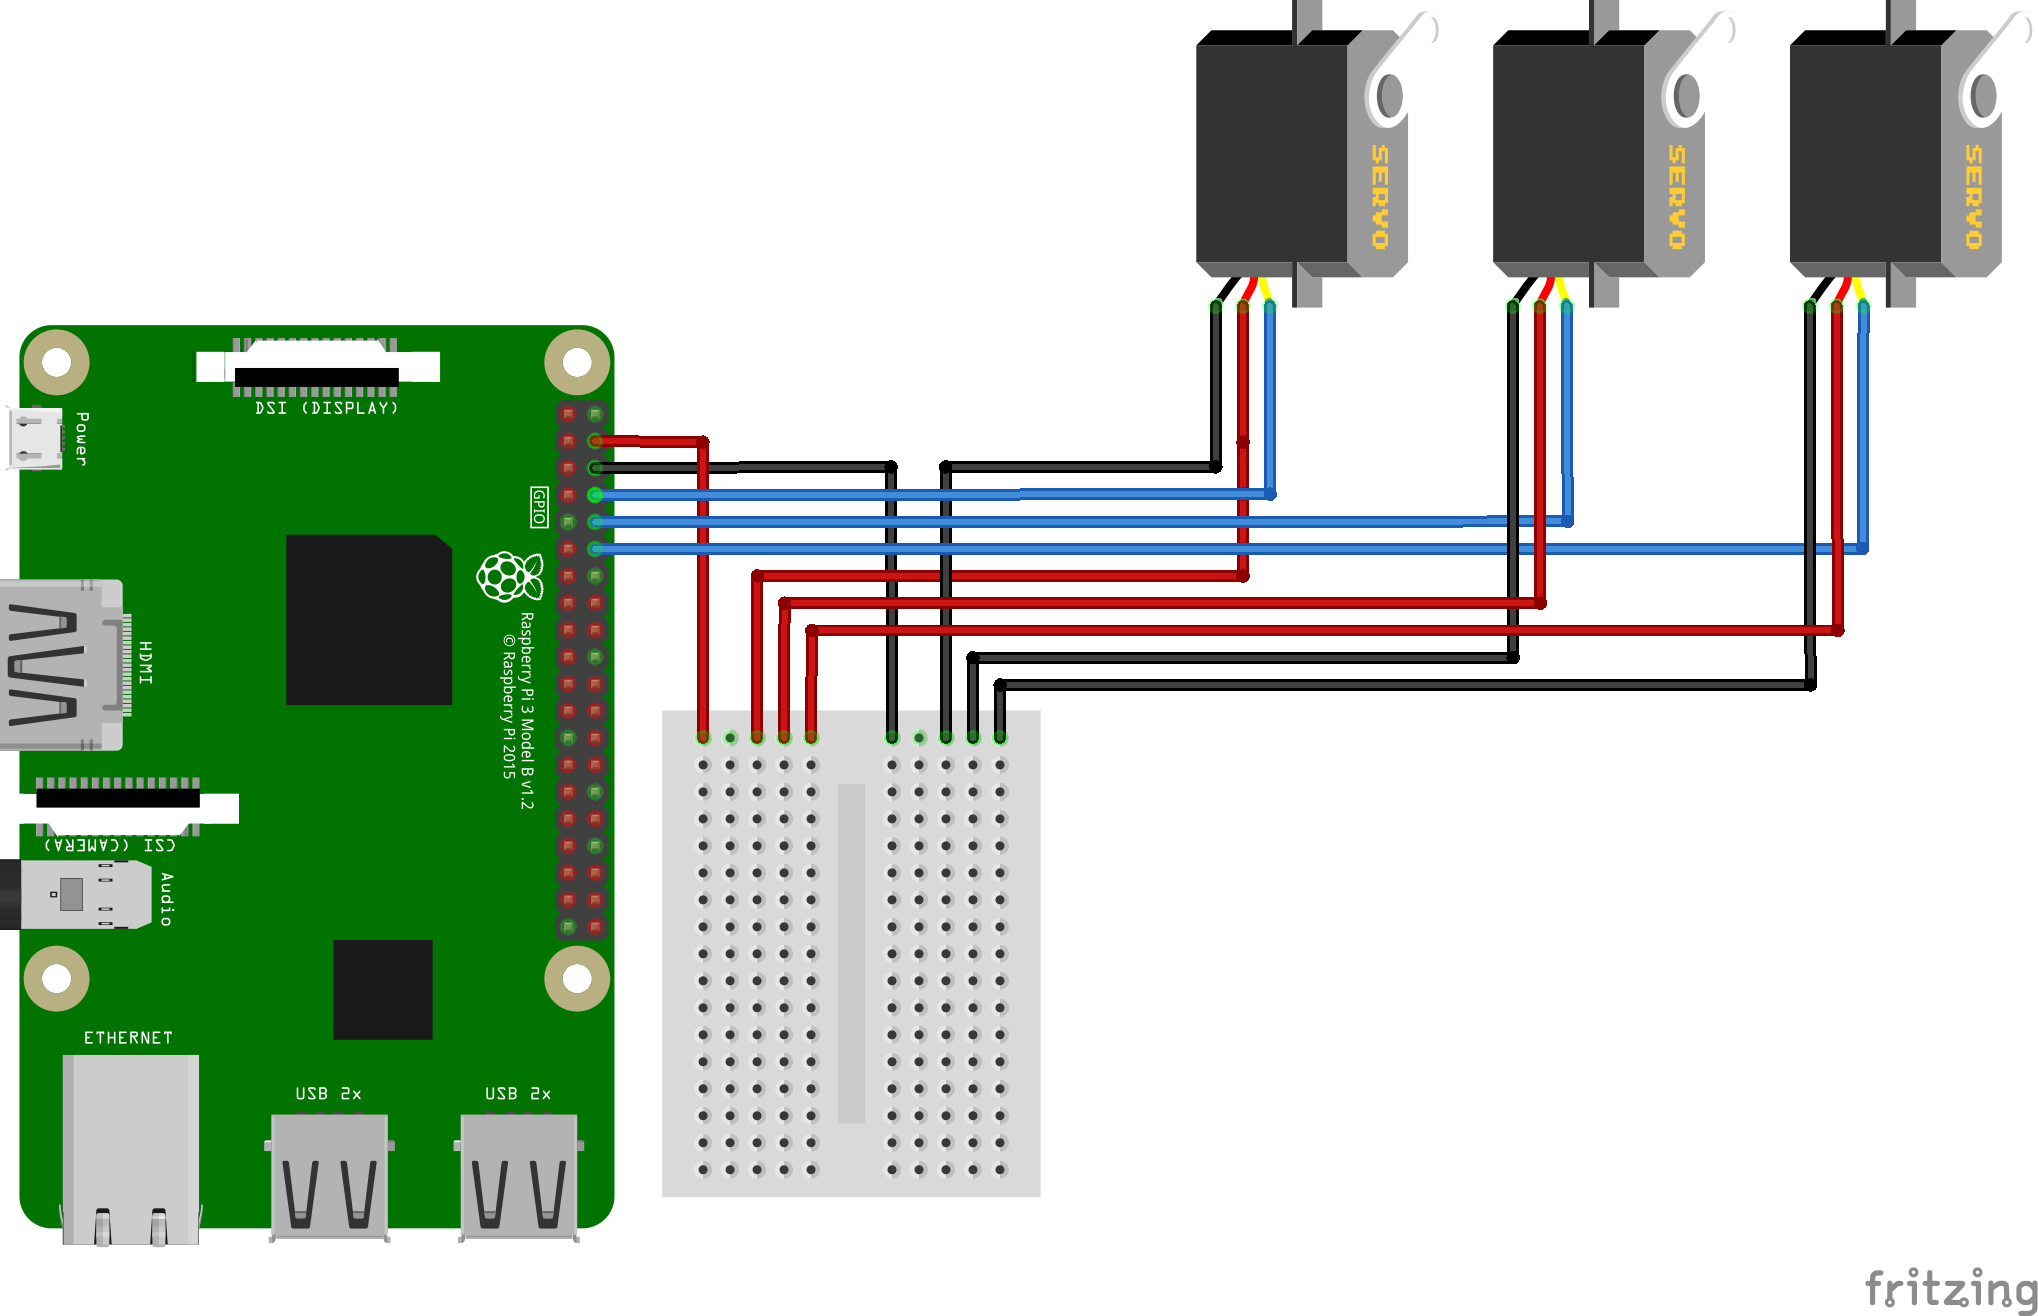 SERVO
SERVO
SERVO
DSI (DISPLAY)
Power
GPIO
HDMI
Raspberry Pi 3 Model B v1.2
© Raspberry Pi 2015
CSI (CAMERA)
Audio
ETHERNET
USB 2x
USB 2x
fritzing